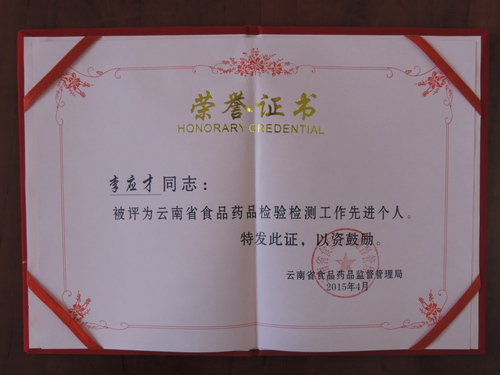 荣誉证书
HONORARY CREDENTIAL
李应才同志：
被评为云南省食品药品检验检测工作先进个人。
特发此证，以资鼓励。
云南省食品药品监督管理局
2015年4月